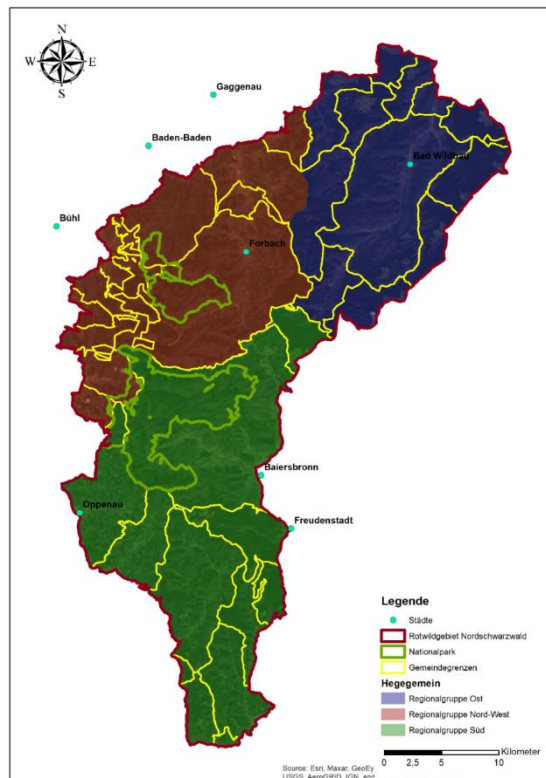 N
W E
S
Gaggenau
Baden-Baden
Bad Wildbad
Bühl
Forbach
Baiersbronn
Oppenau
Freudenstadt
Legende
Städte
Rotwildgebiet Nordschwarzwald
Nationalpark
Gemeindegrenzen
Hegegemein
Regionalgruppe Ost
Regionalgruppe Nord-West
Regionalgruppe Süd
Kilometer
0 2,5 5 10
Source: Esri, Maxar, GeoEy
USGS, AeroGRID, IGN, and